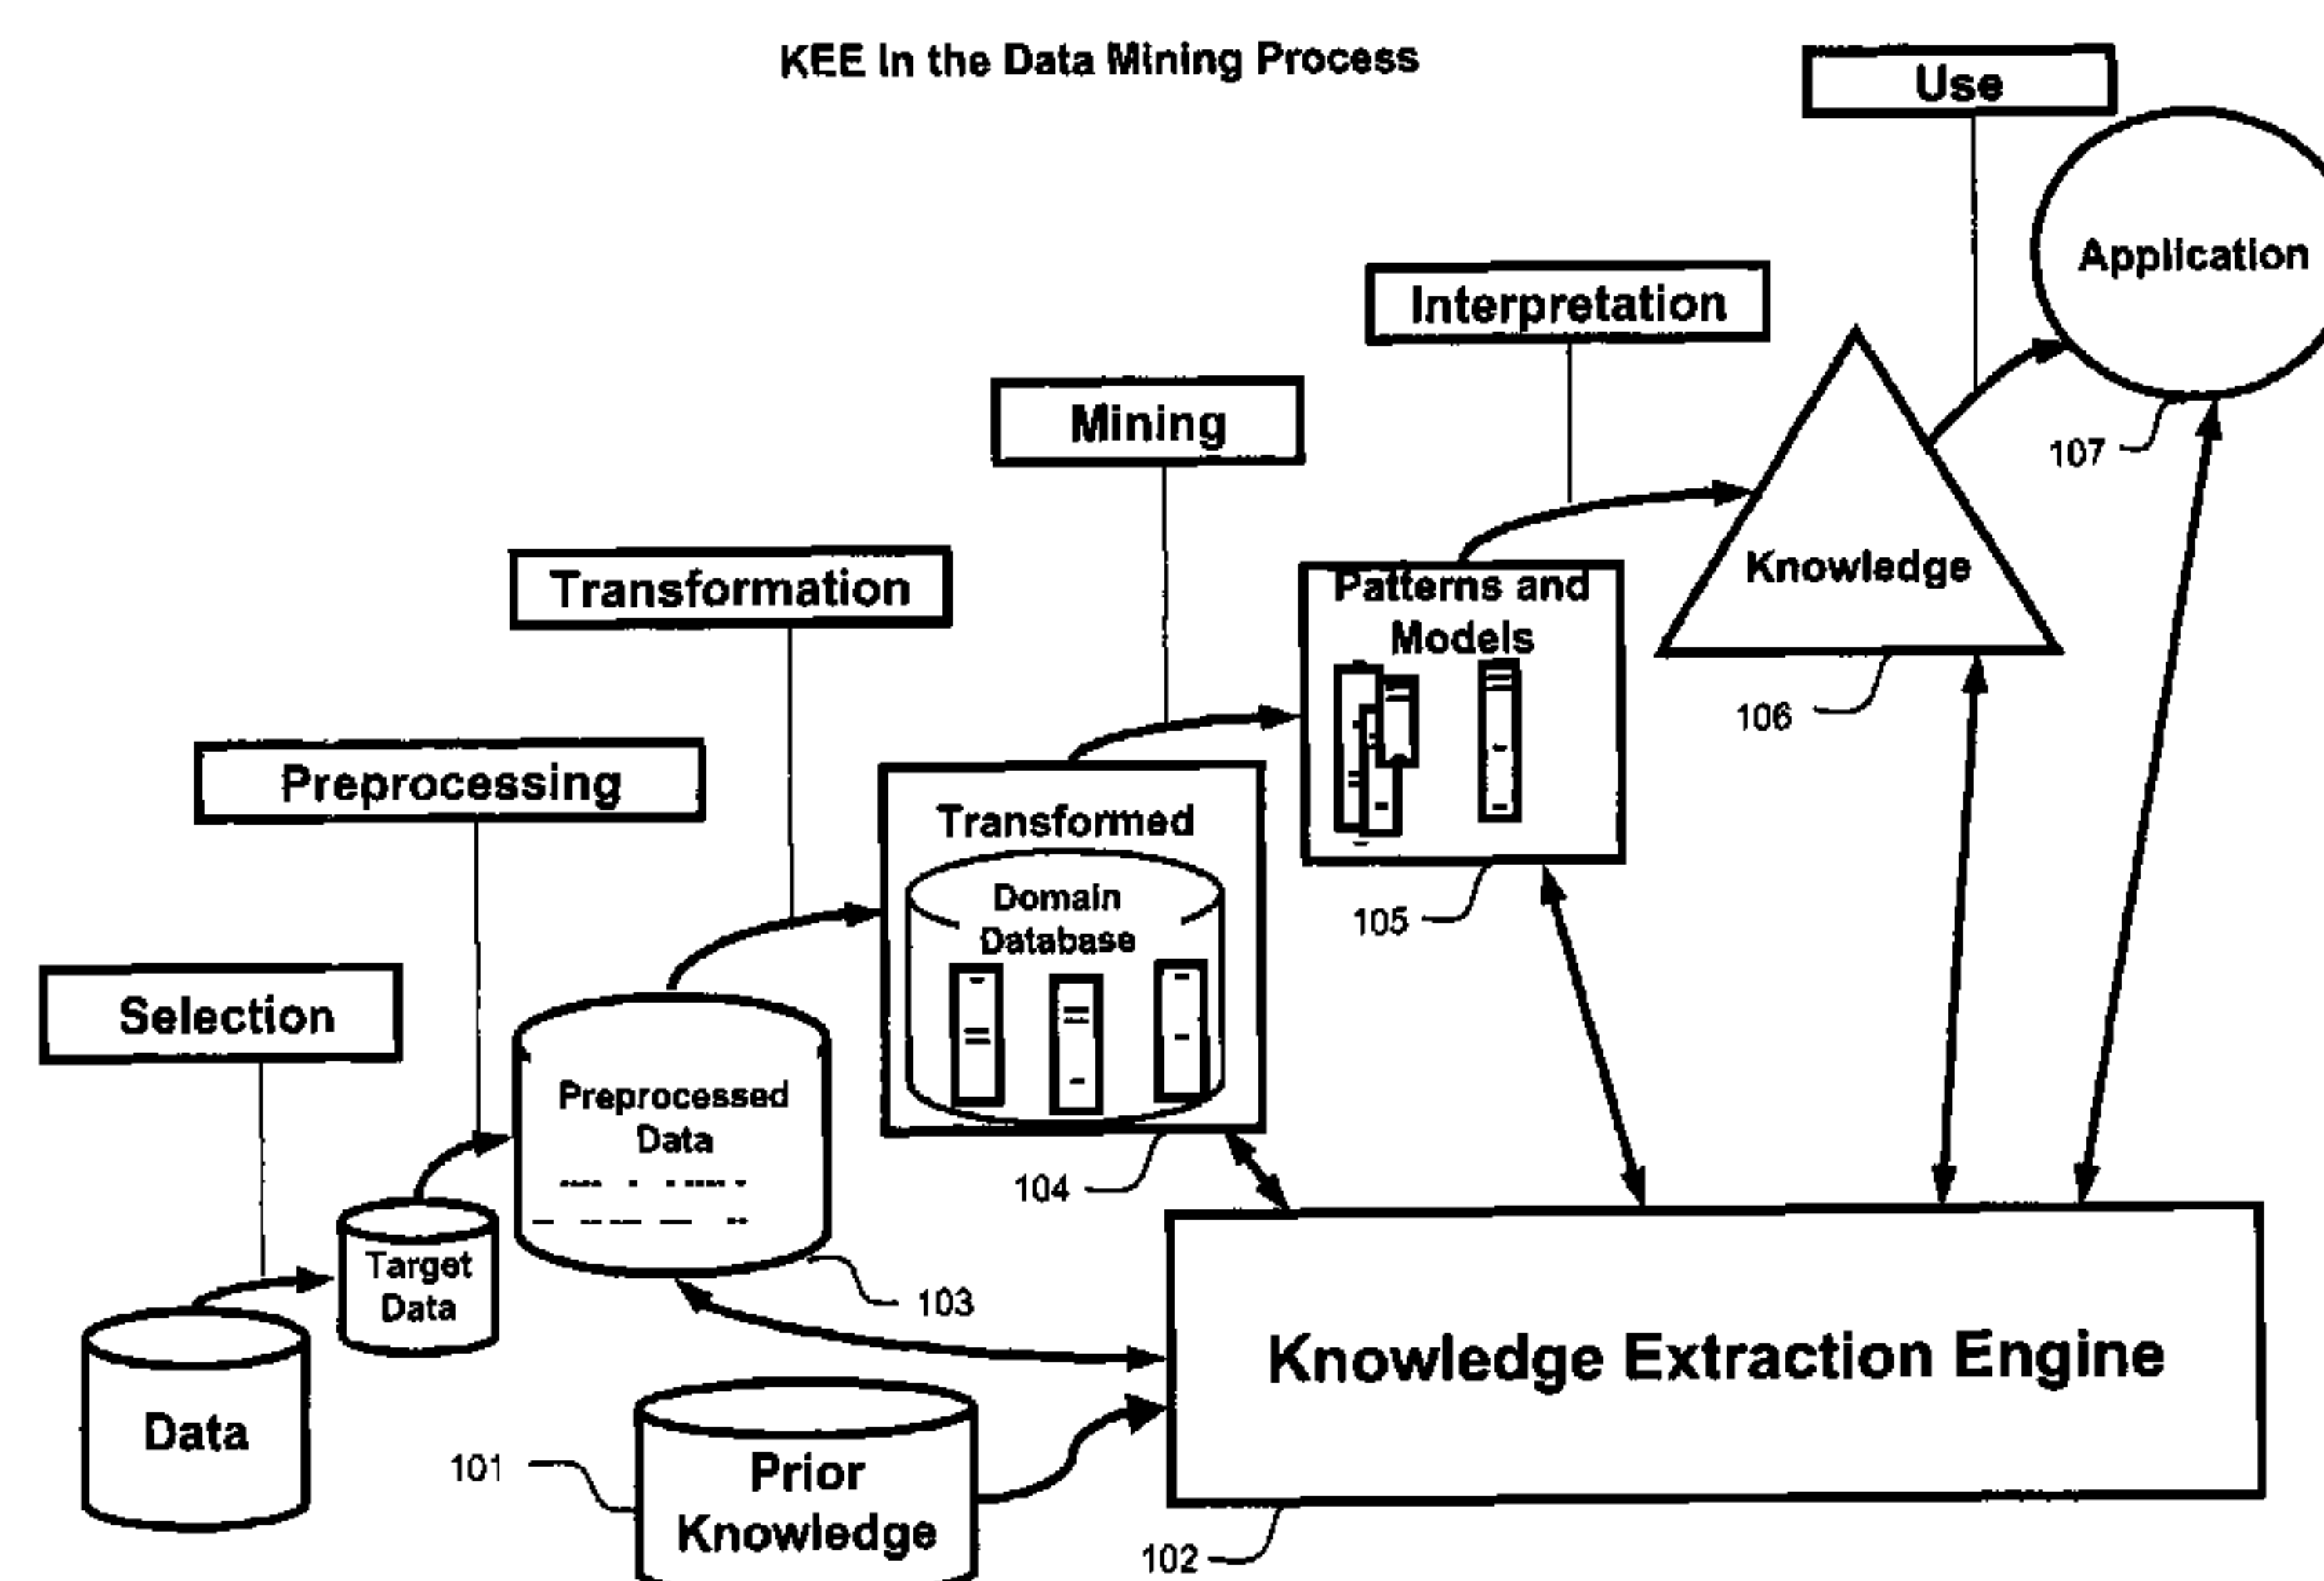 KEE In the Data Mining Process
Use
Application
107
Interpretation
Knowledge
106
Mining
Patterns and
Models
105
Transformation
Transformed
Domain
Database
104
Preprocessing
Preprocessed
Data
103
Selection
Target
Data
Data
Prior
Knowledge
101
Knowledge Extraction Engine
102